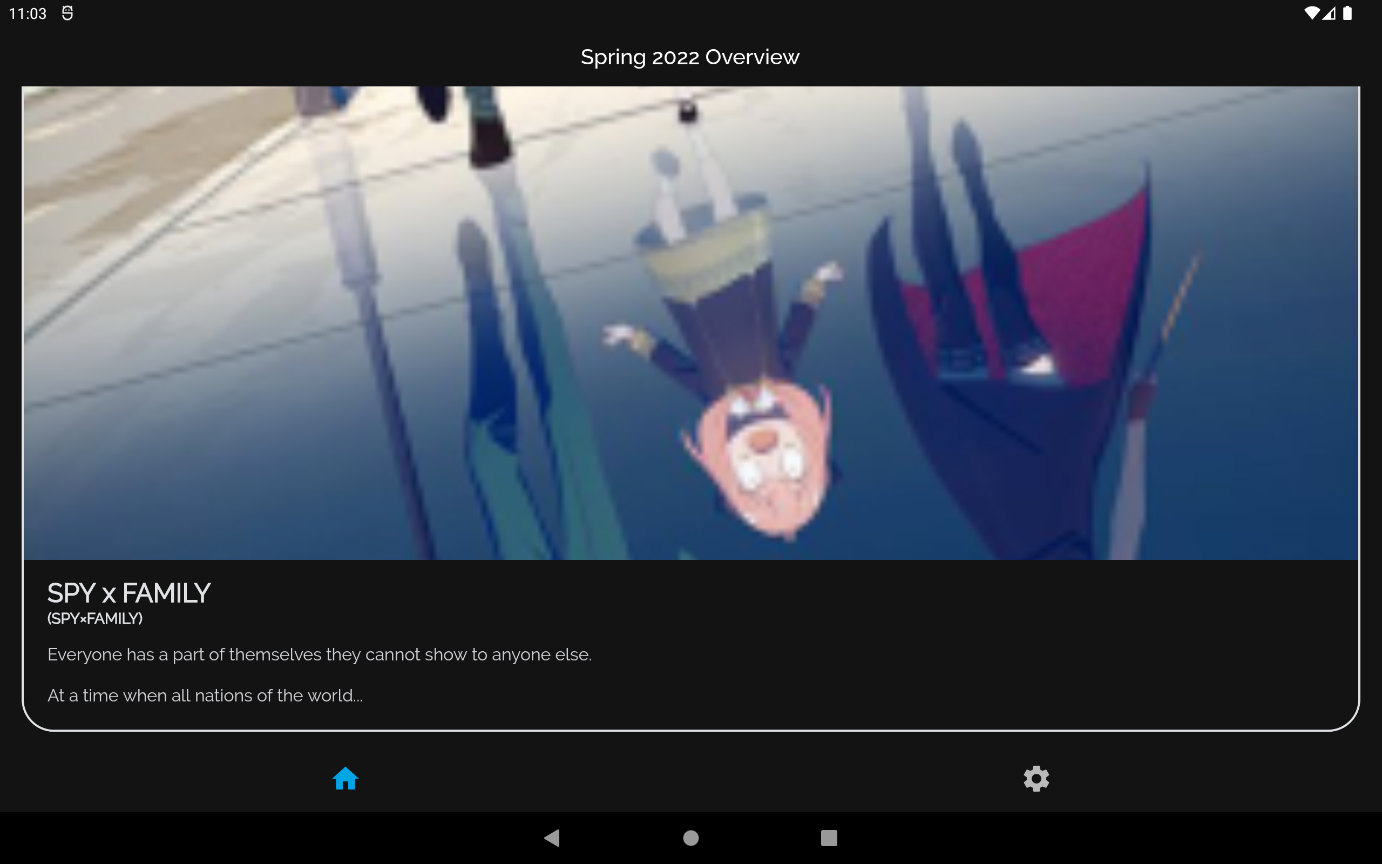 11:03
Spring 2022 Overview
SPY x FAMILY
(SPY×FAMILY)
Everyone has a part of themselves they cannot show to anyone else.
At a time when all nations of the world...